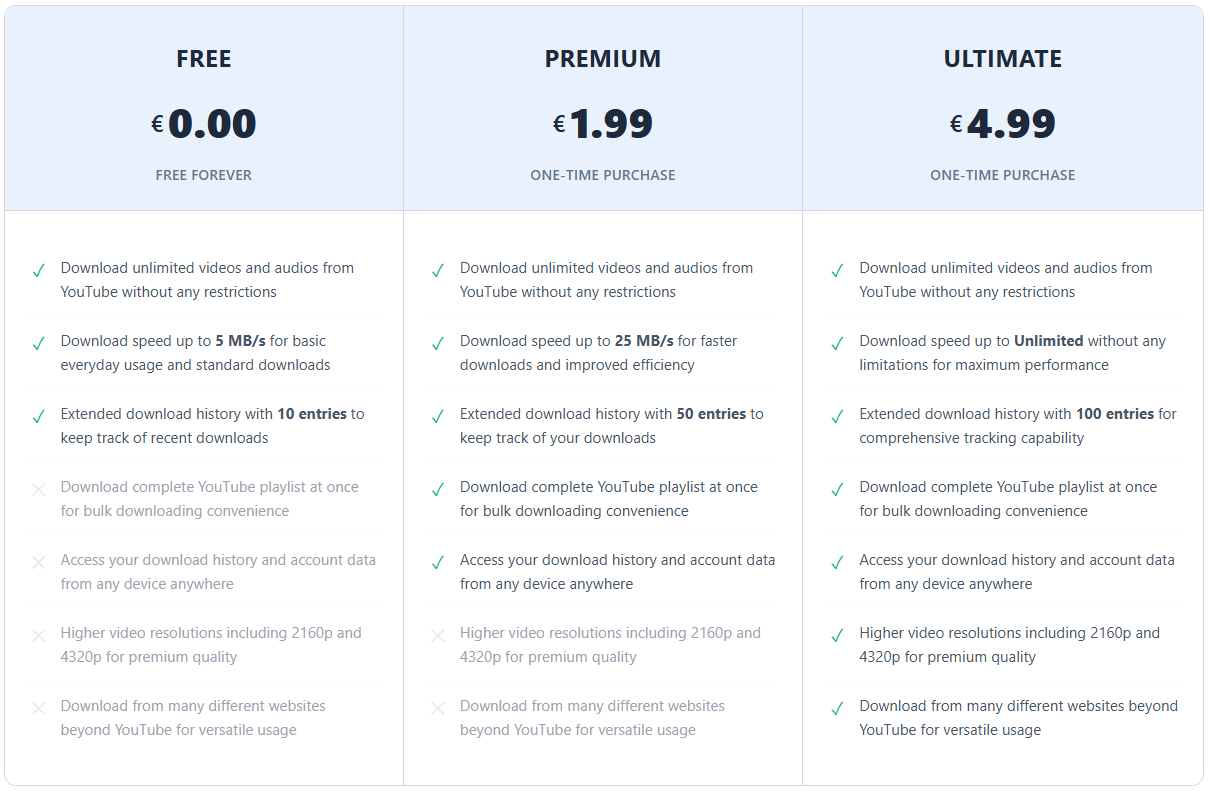 FREE
€ 0.00
FREE FOREVER
Download unlimited videos and audios from
YouTube without any restrictions
Download speed up to 5 MB/s for basic
everyday usage and standard downloads
Extended download history with 10 entries to
keep track of recent downloads
Download complete YouTube playlist at once
for bulk downloading convenience
Access your download history and account data
from any device anywhere
Higher video resolutions including 2160p and
4320p for premium quality
Download from many different websites
beyond YouTube for versatile usage
PREMIUM
€ 1.99
ONE-TIME PURCHASE
Download unlimited videos and audios from
YouTube without any restrictions
Download speed up to 25 MB/s for faster
downloads and improved efficiency
Extended download history with 50 entries to
keep track of your downloads
Download complete YouTube playlist at once
for bulk downloading convenience
Access your download history and account data
from any device anywhere
Higher video resolutions including 2160p and
4320p for premium quality
Download from many different websites
beyond YouTube for versatile usage
ULTIMATE
€ 4.99
ONE-TIME PURCHASE
Download unlimited videos and audios from
YouTube without any restrictions
Download speed up to Unlimited without any
limitations for maximum performance
Extended download history with 100 entries for
comprehensive tracking capability
Download complete YouTube playlist at once
for bulk downloading convenience
Access your download history and account data
from any device anywhere
Higher video resolutions including 2160p and
4320p for premium quality
Download from many different websites beyond
YouTube for versatile usage